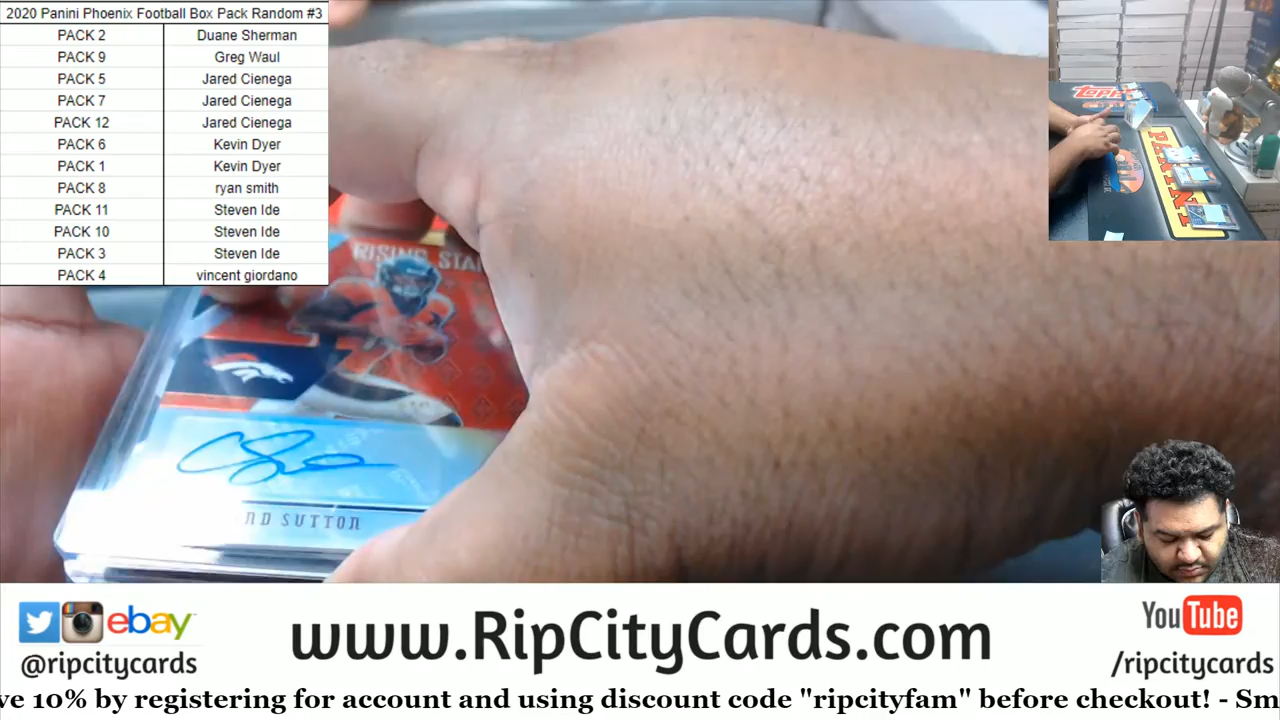 2020 Panini Phoenix Football Box Pack Random #3
PACK 2 Duane Sherman
PACK 9 Greg Waul
PACK 5 Jared Cienega
PACK 7 Jared Cienega
PACK 12 Jared Cienega
PACK 6 Kevin Dyer
PACK 1 Kevin Dyer
PACK 8 ryan smith
PACK 11 Steven Ide
PACK 10 Steven Ide
PACK 3 Steven Ide
PACK 4 vincent giordano
Topps
PANINI
RISING STA
ND SUTTON
ebay
@ripcitycards
www.RipCityCards.com
YouTube
/ripcitycards
ve 10% by registering for account and using discount code "ripcityfam" before checkout! - Sm